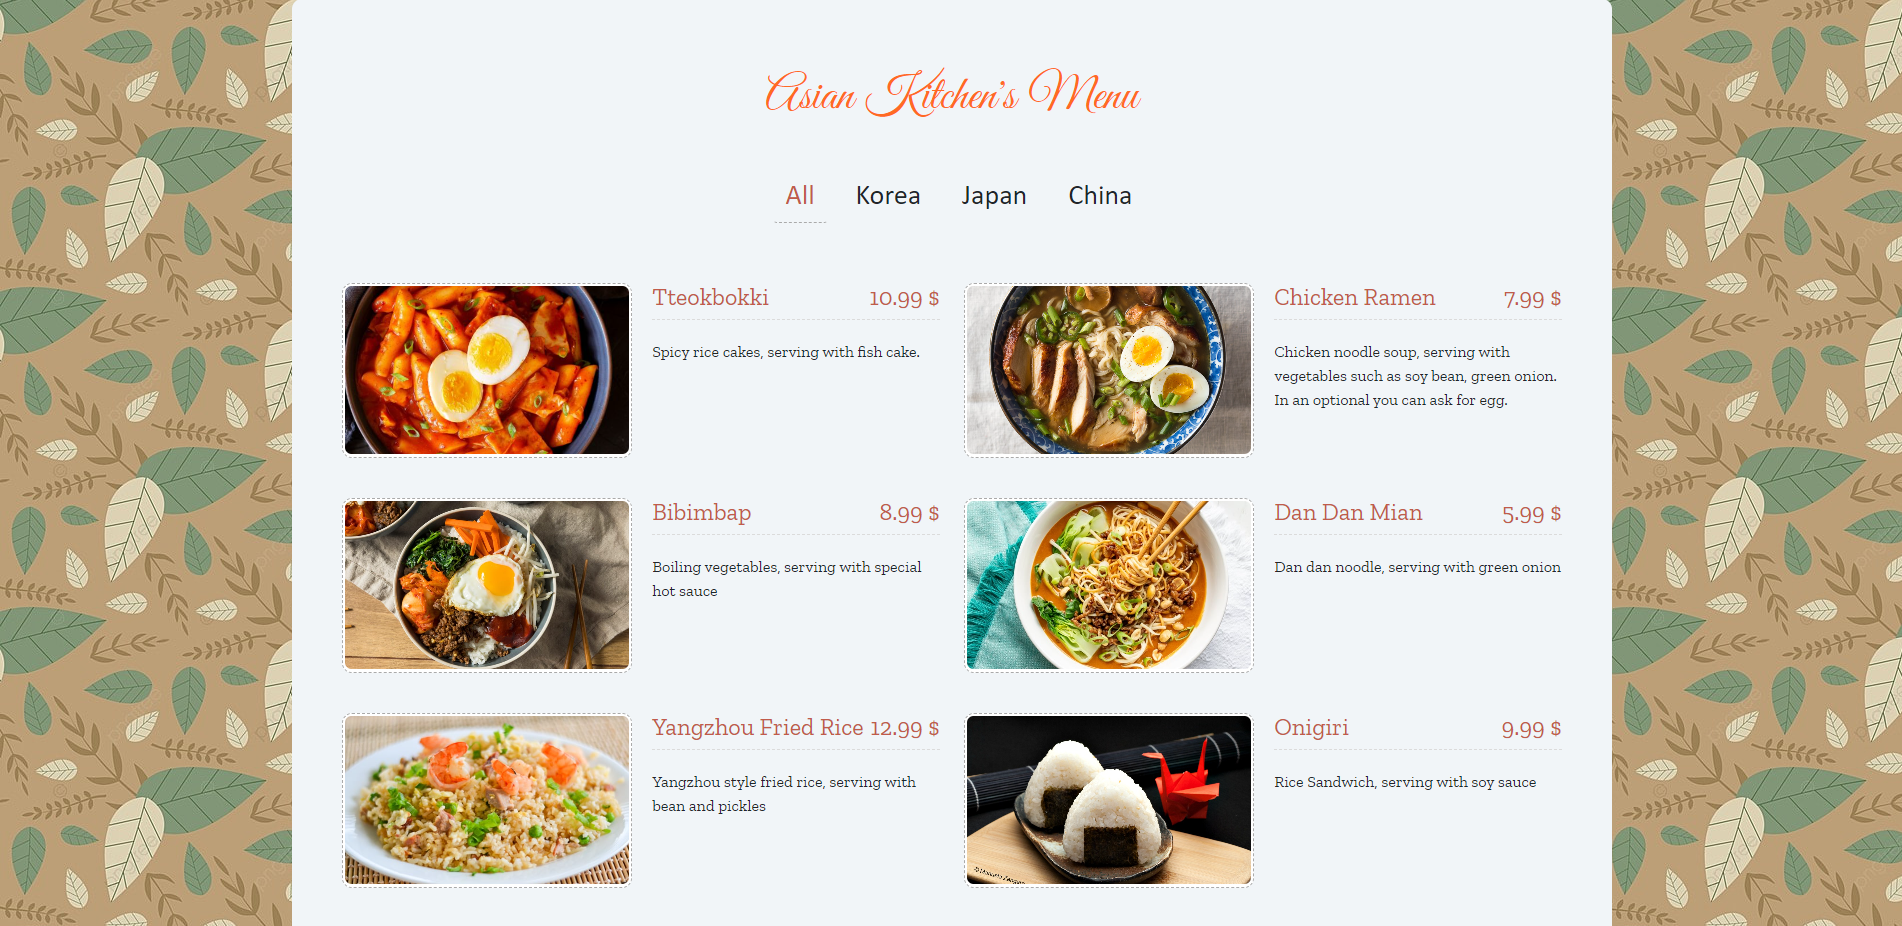 Asian Kitchen's Menu
All Korea Japan China
Tteokbokki 10.99 $
Spicy rice cakes, serving with fish cake.
Chicken Ramen 7.99 $
Chicken noodle soup, serving with
vegetables such as soy bean, green onion.
In an optional you can ask for egg.
Bibimbap 8.99 $
Boiling vegetables, serving with special
hot sauce
Dan Dan Mian 5.99 $
Dan dan noodle, serving with green onion
Yangzhou Fried Rice 12.99 $
Yangzhou style fried rice, serving with
bean and pickles
Onigiri 9.99 $
Rice Sandwich, serving with soy sauce